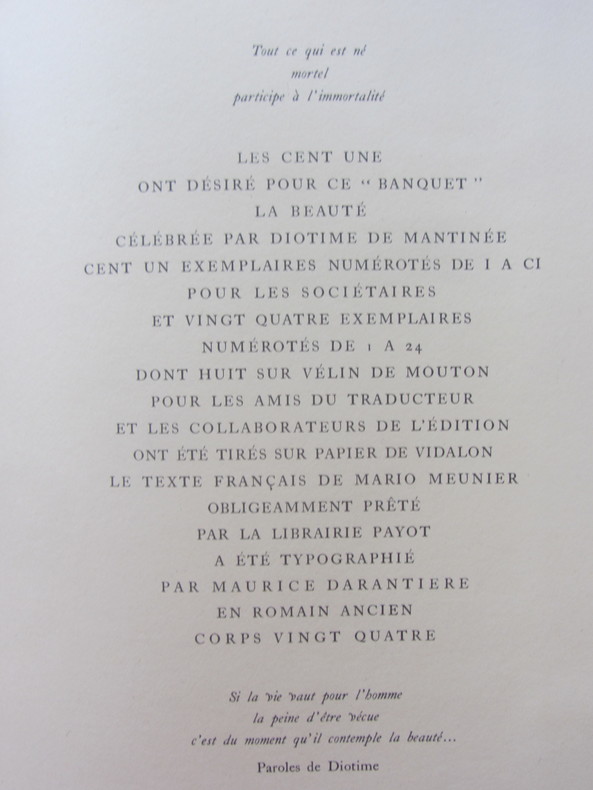 Tout ce qui est né
mortel
participe à l'immortalité
LES CENT UNE
ONT DÉSIRÉ POUR CE “ BANQUET ”
LA BEAUTÉ
CÉLÉBRÉE PAR DIOTIME DE MANTINÉE
CENT UN EXEMPLAIRES NUMÉROTÉS DE I A CI
POUR LES SOCIÉTAIRES
ET VINGT QUATRE EXEMPLAIRES
NUMÉROTÉS DE 1 A 24
DONT HUIT SUR VÉLIN DE MOUTON
POUR LES AMIS DU TRADUCTEUR
ET LES COLLABORATEURS DE L'ÉDITION
ONT ÉTÉ TIRÉS SUR PAPIER DE VIDALON
LE TEXTE FRANÇAIS DE MARIO MEUNIER
OBLIGEAMMENT PRÊTÉ
PAR LA LIBRAIRIE PAYOT
A ÉTÉ TYPOGRAPHIÉ
PAR MAURICE DARANTIERE
EN ROMAIN ANCIEN
CORPS VINGT QUATRE
Si la vie vaut pour l'homme
la peine d'être vécue
c'est du moment qu'il contemple la beauté...
Paroles de Diotime